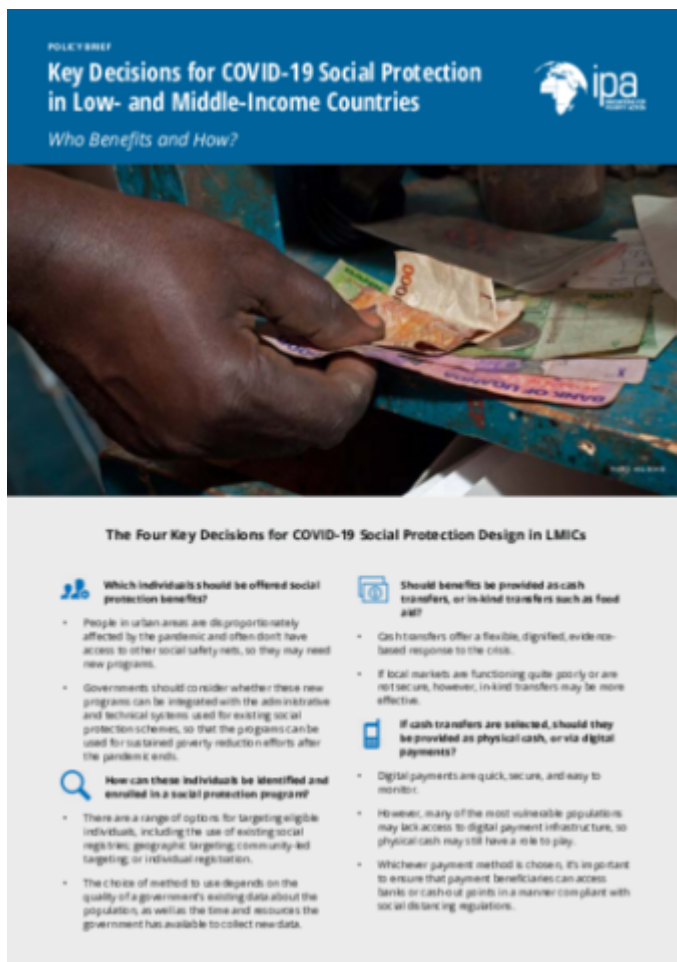 POLICY BRIEF
Key Decisions for COVID-19 Social Protection
in Low- and Middle-Income Countries
Who Benefits and How?
ipa
BANK OF UGANDA
The Four Key Decisions for COVID-19 Social Protection Design in LMICs
Which individuals should be offered social
protection benefits?
• People in urban areas are disproportionately
affected by the pandemic and often don't have
access to other social safety nets, so they may need
new programs.
• Governments should consider whether these new
programs can be integrated with the administrative
and technical systems used for existing social
protection schemes, so that the programs can be
used for sustained poverty reduction efforts after
the pandemic ends.
How can these individuals be identified and
enrolled in a social protection program?
• There are a range of options for targeting eligible
individuals, including the use of existing social
registries; geographic targeting; community-led
targeting; or individual registration.
• The choice of method to use depends on the
quality of a government's existing data about the
population, as well as the time and resources the
government has available to collect new data.
Should benefits be provided as cash
transfers, or in-kind transfers such as food
aid?
• Cash transfers offer a flexible, dignified, evidence-
based response to the crisis.
• If local markets are functioning quite poorly or are
not secure, however, in-kind transfers may be more
effective.
If cash transfers are selected, should they
be provided as physical cash, or via digital
payments?
• Digital payments are quick, secure, and easy to
monitor.
• However, many of the most vulnerable populations
may lack access to digital payment infrastructure, so
physical cash may still have a role to play.
• Whichever payment method is chosen, it's important
to ensure that payment beneficiaries can access
banks or cash-out points in a manner compliant with
social distancing regulations.